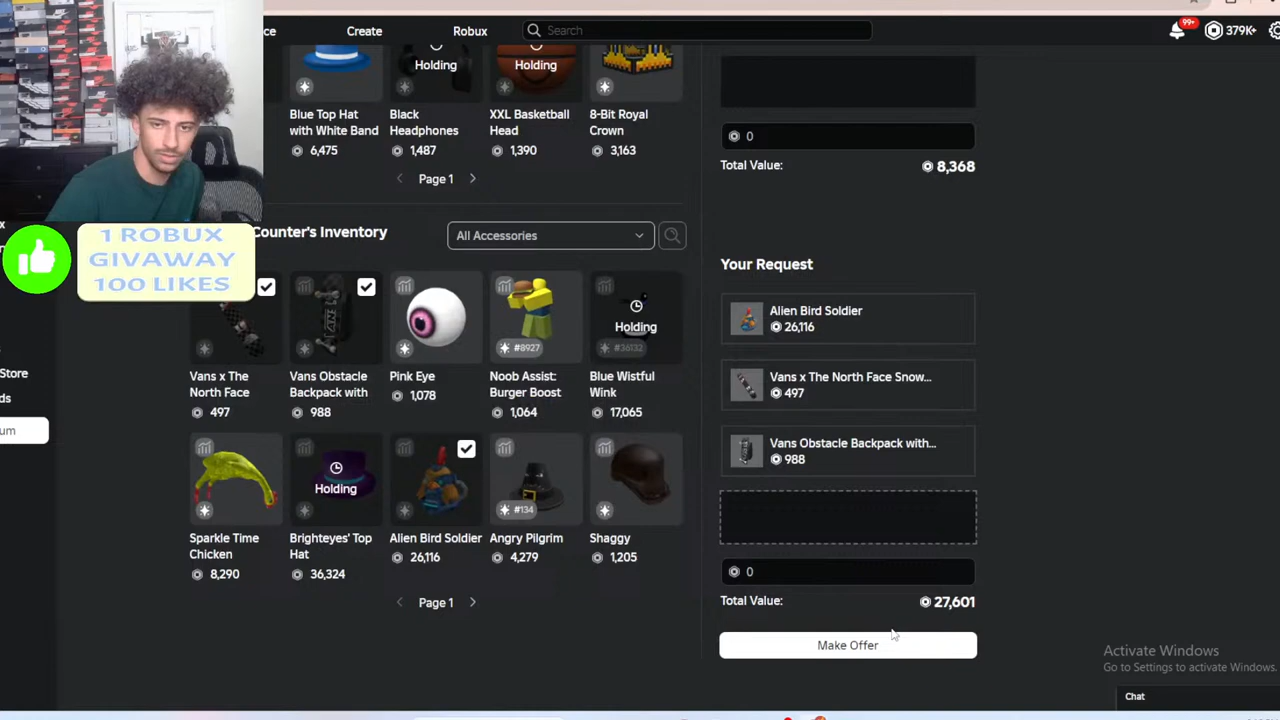 ce
Create
Robux
Search
99+
379K+
Holding
Holding
Blue Top Hat
with White Band
6,475
Black
Headphones
1,487
XXL Basketball
Head
1,390
8-Bit Royal
Crown
3,163
Page 1
0
Total Value:
8,368
1 ROBUX
GIVAWAY
100 LIKES
Counter's Inventory
All Accessories
Your Request
Alien Bird Soldier
26,116
Vans x The North Face Snow...
497
Vans Obstacle Backpack with...
988
Vans x The
North Face
497
Vans Obstacle
Backpack with
988
Pink Eye
1,078
#8927
Noob Assist:
Burger Boost
1,064
Holding
#36132
Blue Wistful
Wink
17,065
Store
ds
um
Sparkle Time
Chicken
8,290
Holding
Brighteyes' Top
Hat
36,324
Alien Bird Soldier
26,116
#134
Angry Pilgrim
4,279
Shaggy
1,205
Page 1
0
Total Value:
27,601
Make Offer
Activate Windows
Go to Settings to activate Windows.
Chat